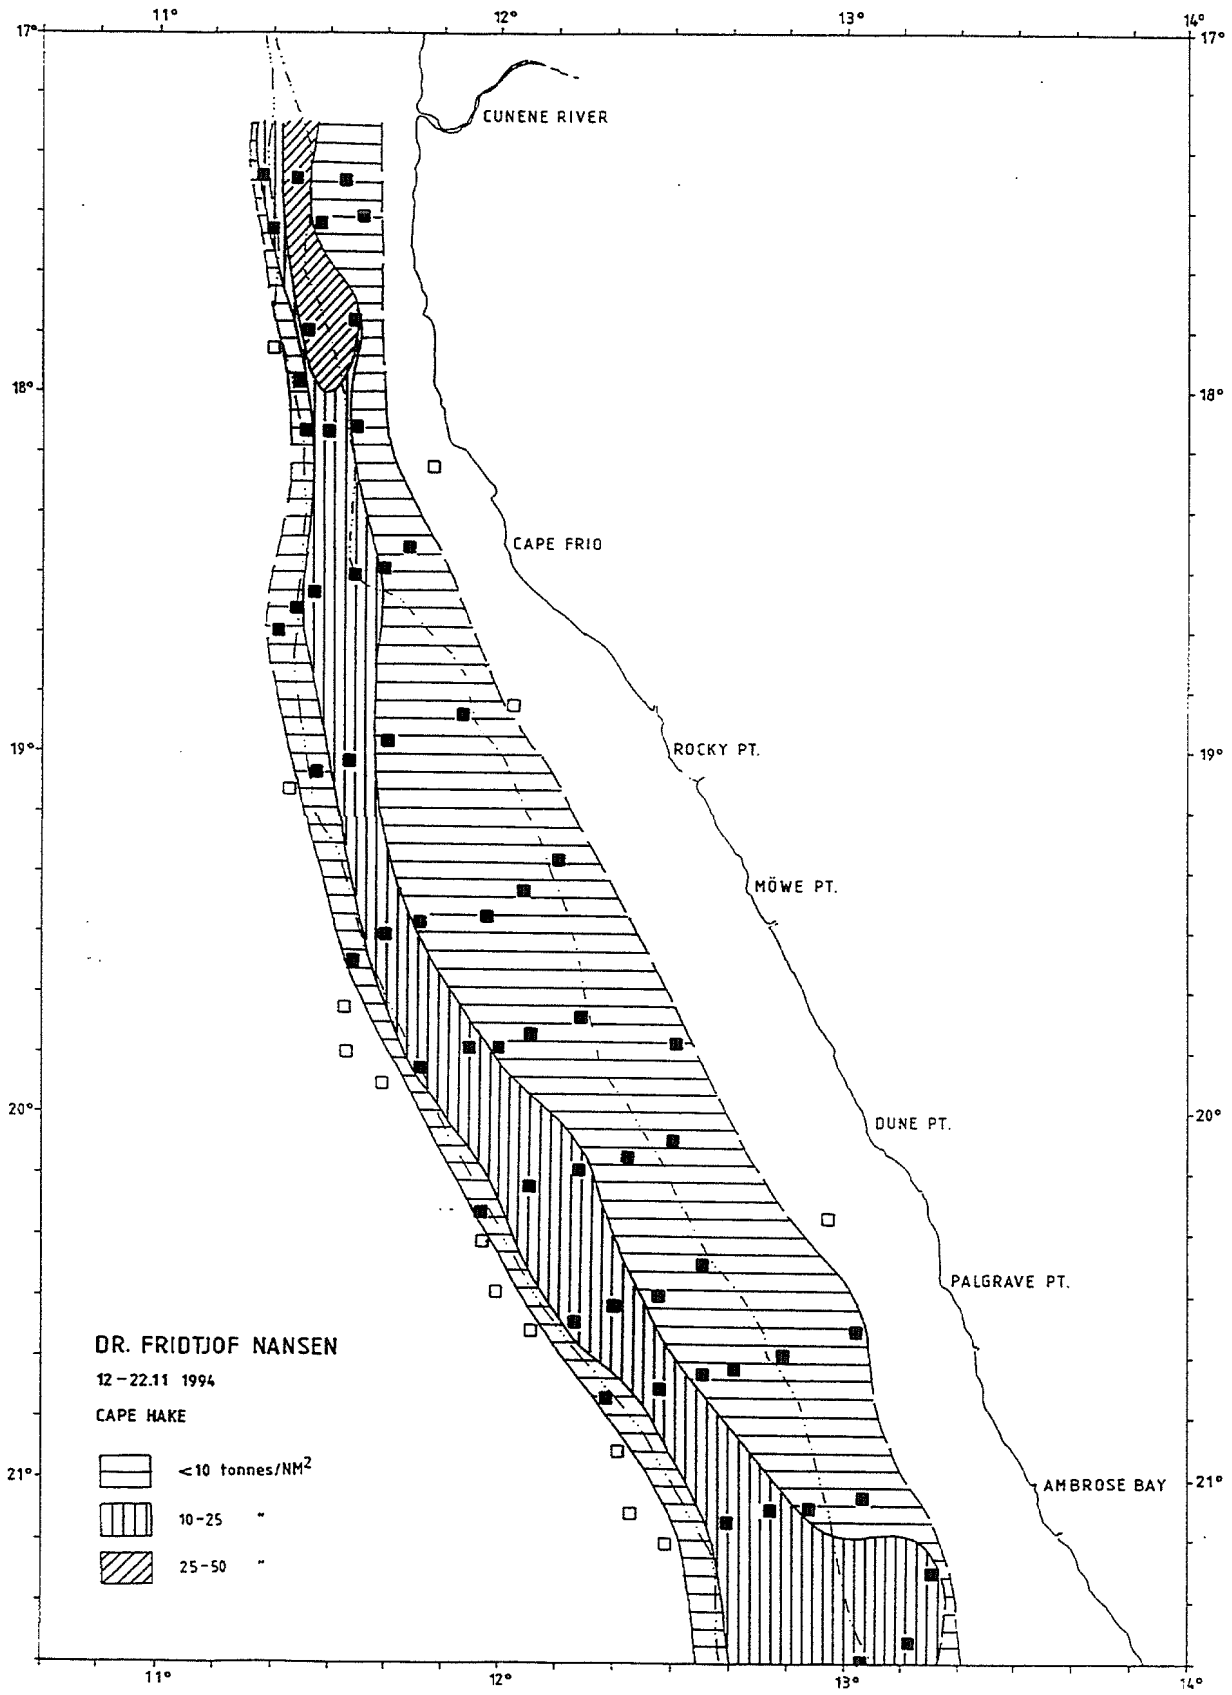 11° 12° 13° 14°
17° 17°
CUNENE RIVER
18° 18°
CAPE FRIO
ROCKY PT.
19° 19°
MÖWE PT.
20° 20°
DUNE PT.
PALGRAVE PT.
DR. FRIDTJOF NANSEN
12-22.11 1994
CAPE HAKE
<10 tonnes/NM²
10-25 "
25-50 "
21° 21°
AMBROSE BAY
11° 12° 13° 14°